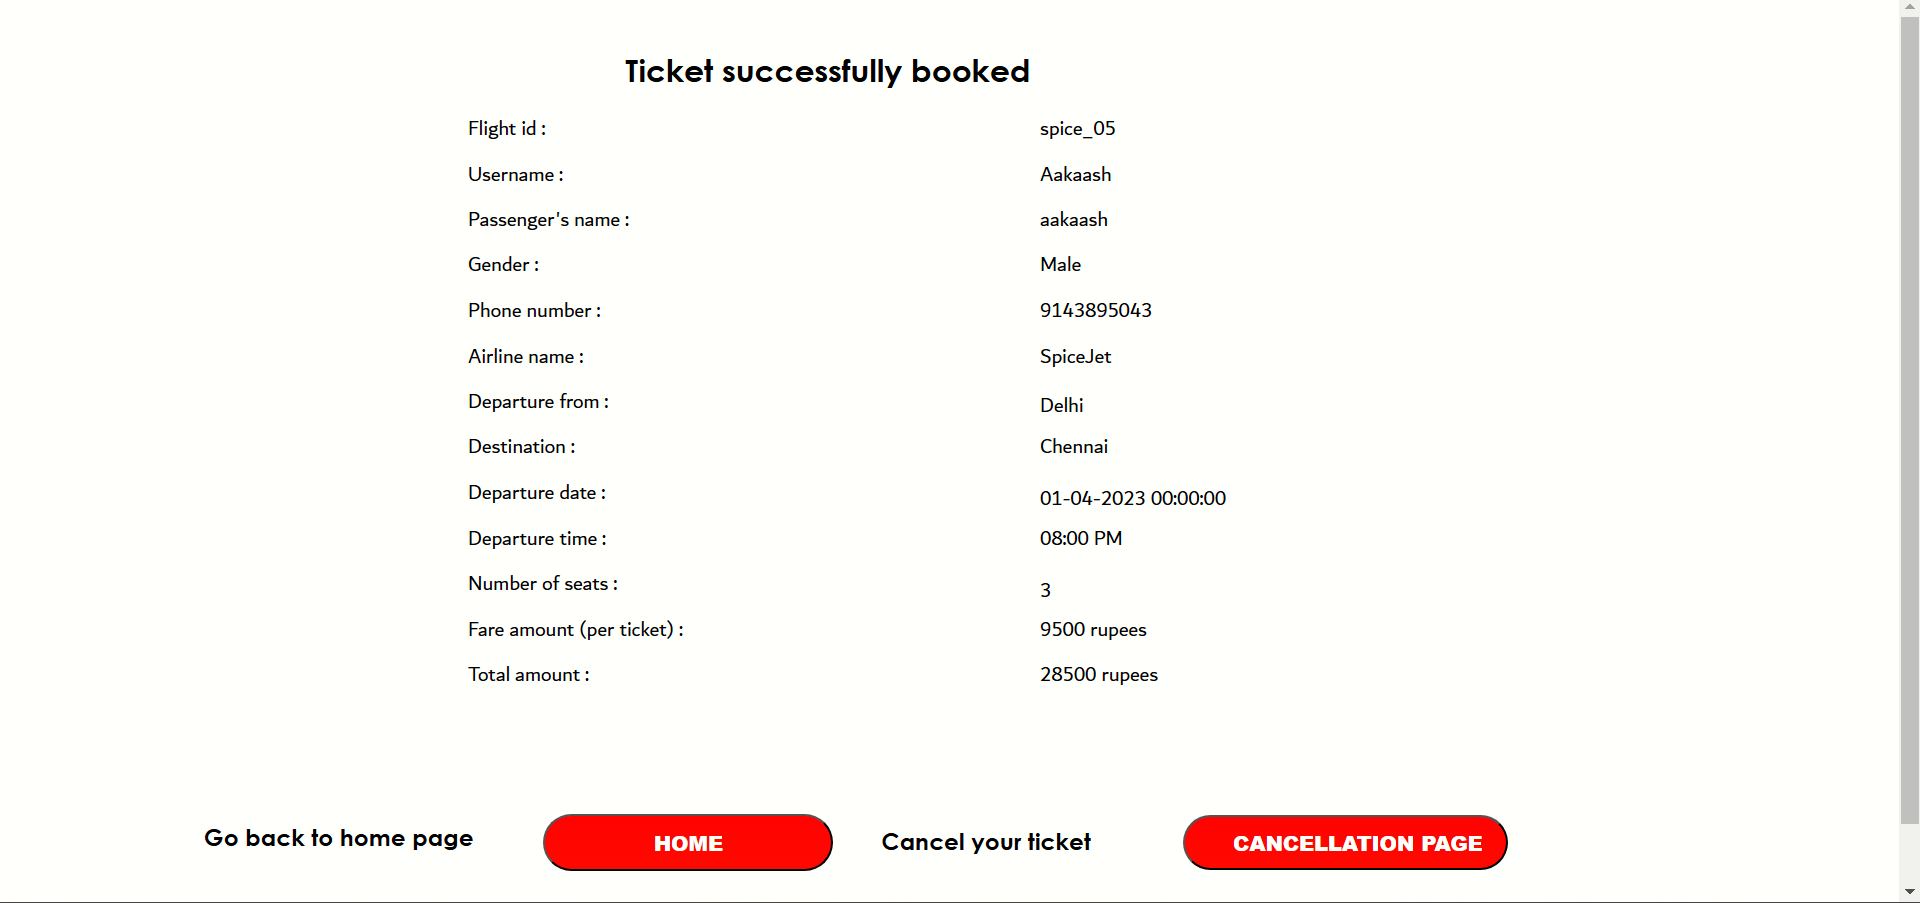 Ticket successfully booked
Flight id : spice_05
Username : Aakaash
Passenger's name : aakaash
Gender : Male
Phone number : 9143895043
Airline name : SpiceJet
Departure from : Delhi
Destination : Chennai
Departure date : 01-04-2023 00:00:00
Departure time : 08:00 PM
Number of seats : 3
Fare amount (per ticket) : 9500 rupees
Total amount : 28500 rupees
Go back to home page HOME Cancel your ticket CANCELLATION PAGE